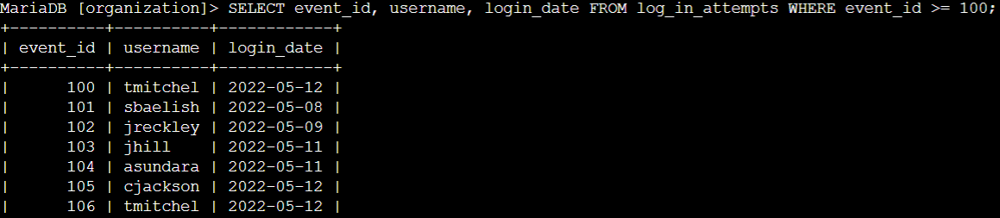 MariaDB [organization]> SELECT event_id, username, login_date FROM log_in_attempts WHERE event_id >= 100;
+----------+----------+------------+
| event_id | username | login_date |
+----------+----------+------------+
|      100 | tmitchel | 2022-05-12 |
|      101 | sbaelish | 2022-05-08 |
|      102 | jreckley | 2022-05-09 |
|      103 | jhill    | 2022-05-11 |
|      104 | asundara | 2022-05-11 |
|      105 | cjackson | 2022-05-12 |
|      106 | tmitchel | 2022-05-12 |